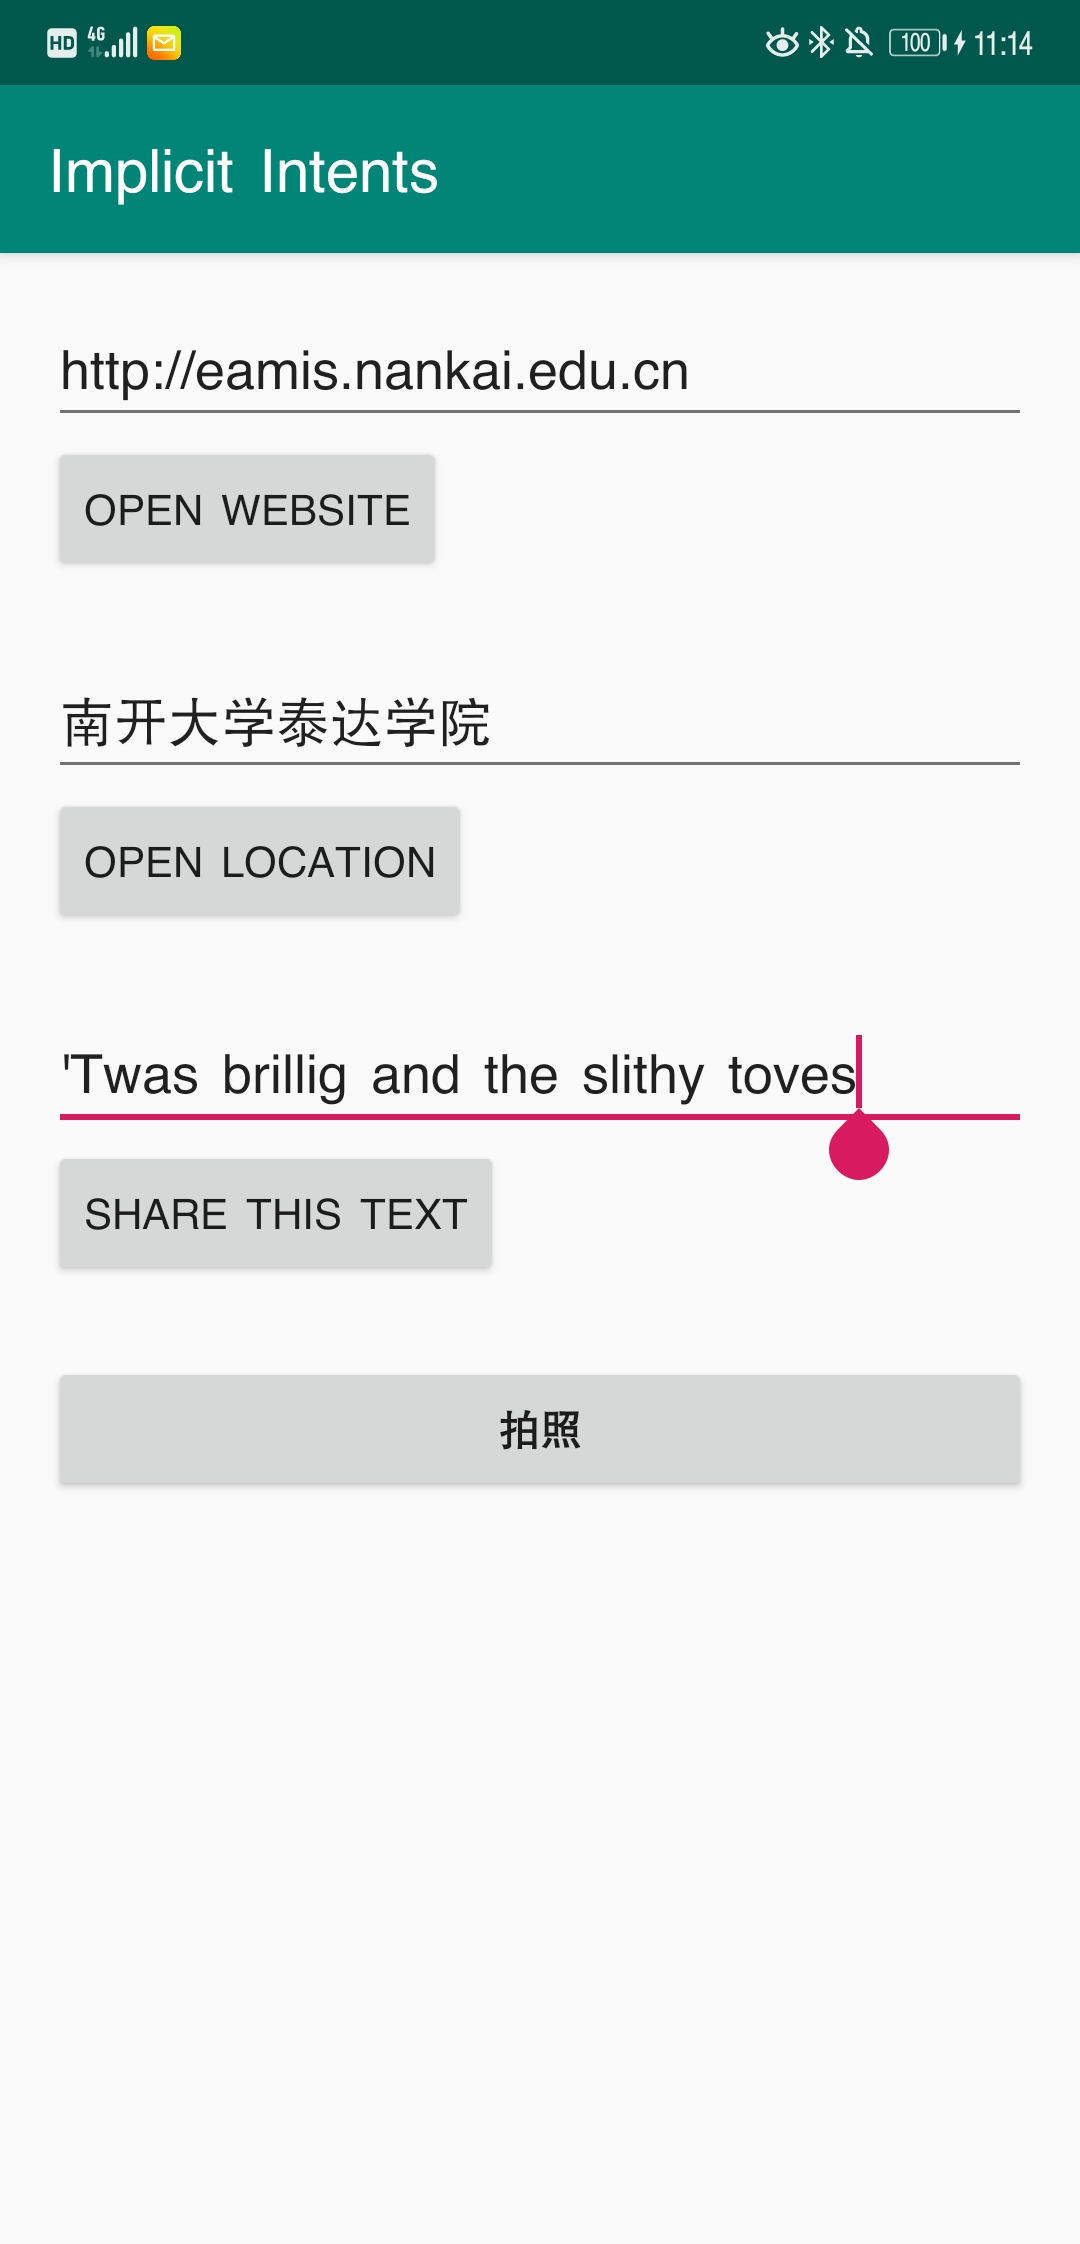 HD 4G 100 11:14
Implicit Intents
http://eamis.nankai.edu.cn
OPEN WEBSITE
南开大学泰达学院
OPEN LOCATION
'Twas brillig and the slithy toves
SHARE THIS TEXT
拍照